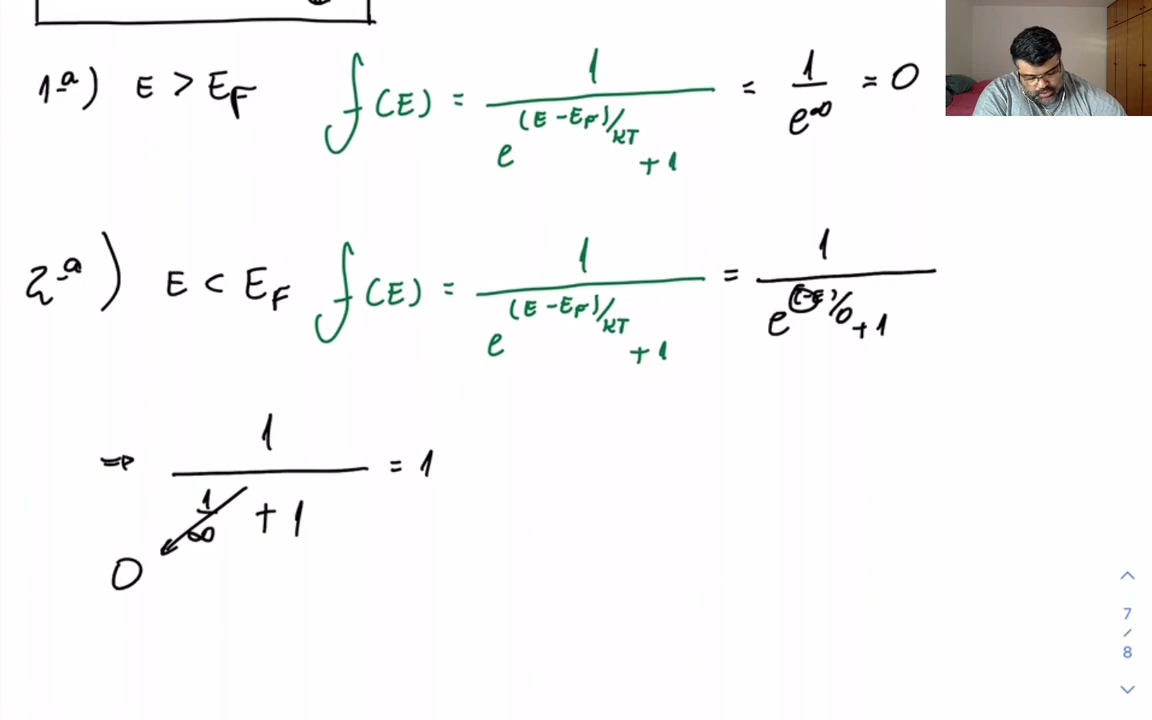 1ª) E > E_F f(E) = 1 / (e^((E-E_F)/KT) + 1) = 1 / e^∞ = 0
2ª) E < E_F f(E) = 1 / (e^((E-E_F)/KT) + 1) = 1 / (e^((-E)/0) + 1)
⇒ 1 / (1/∞ + 1) = 1
0
7
/
8